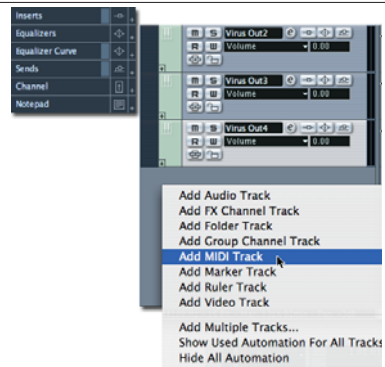 Inserts
Equalizers
Equalizer Curve
Sends
Channel
Notepad
M S Virus Out2 e
R W Volume 0.00
M S Virus Out3 e
R W Volume 0.00
M S Virus Out4 e
R W Volume 0.00
Add Audio Track
Add FX Channel Track
Add Folder Track
Add Group Channel Track
Add MIDI Track
Add Marker Track
Add Ruler Track
Add Video Track
Add Multiple Tracks...
Show Used Automation For All Tracks
Hide All Automation